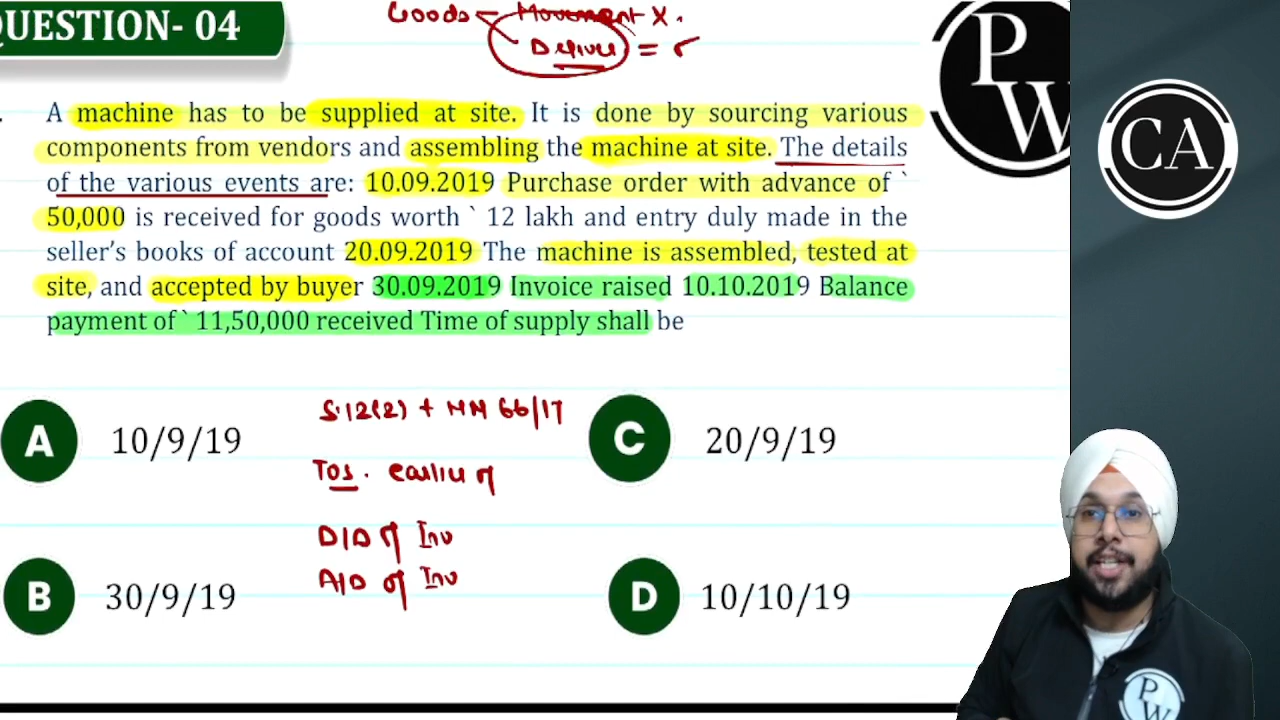 QUESTION- 04
Goods Movement X.
= r
PW
CA
A machine has to be supplied at site. It is done by sourcing various
components from vendors and assembling the machine at site. The details
of the various events are: 10.09.2019 Purchase order with advance of `
50,000 is received for goods worth ` 12 lakh and entry duly made in the
seller's books of account 20.09.2019 The machine is assembled, tested at
site, and accepted by buyer 30.09.2019 Invoice raised 10.10.2019 Balance
payment of ` 11,50,000 received Time of supply shall be
A 10/9/19
S.12(2) + NN 66/17
C 20/9/19
TOS. earlier of
D/D of Inv
A/D of Inv
B 30/9/19
D 10/10/19
PW